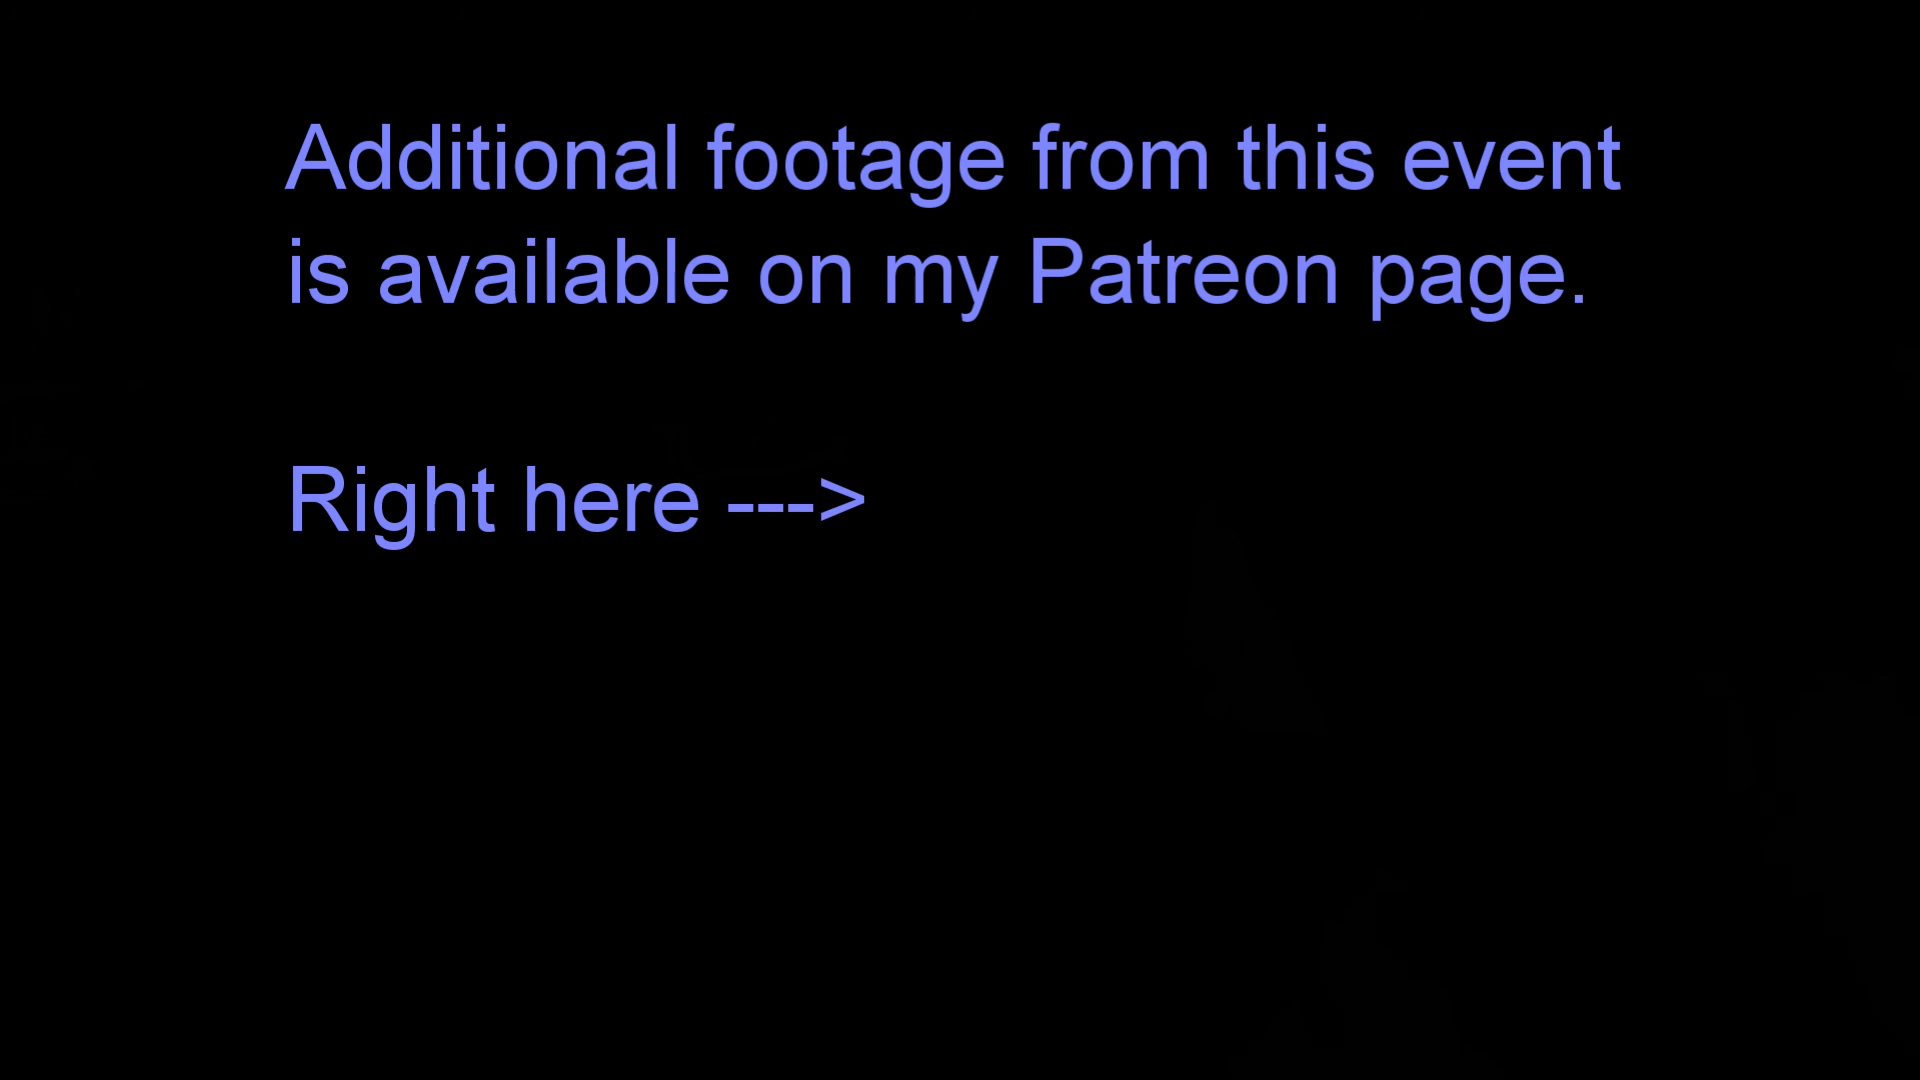 Additional footage from this event
is available on my Patreon page.
Right here --->